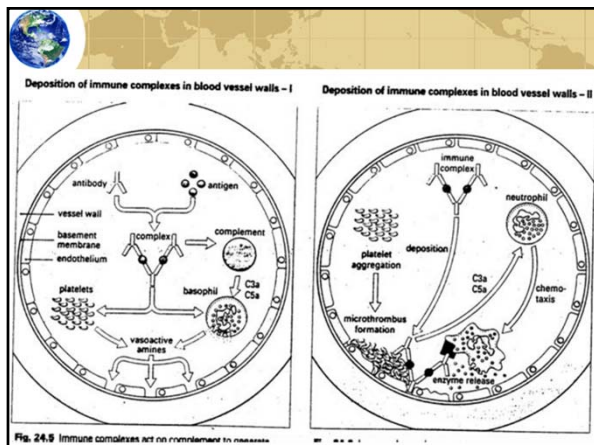 Deposition of immune complexes in blood vessel walls – I
antibody
antigen
vessel wall
basement
membrane
endothelium
complex
complement
C3a
C5a
platelets
basophil
vasoactive
amines
Fig. 24.5 Immune complexes act on complement to generate
Deposition of immune complexes in blood vessel walls – II
immune
complex
neutrophil
platelet
aggregation
deposition
C3a
C5a
chemo-
taxis
microthrombus
formation
enzyme release